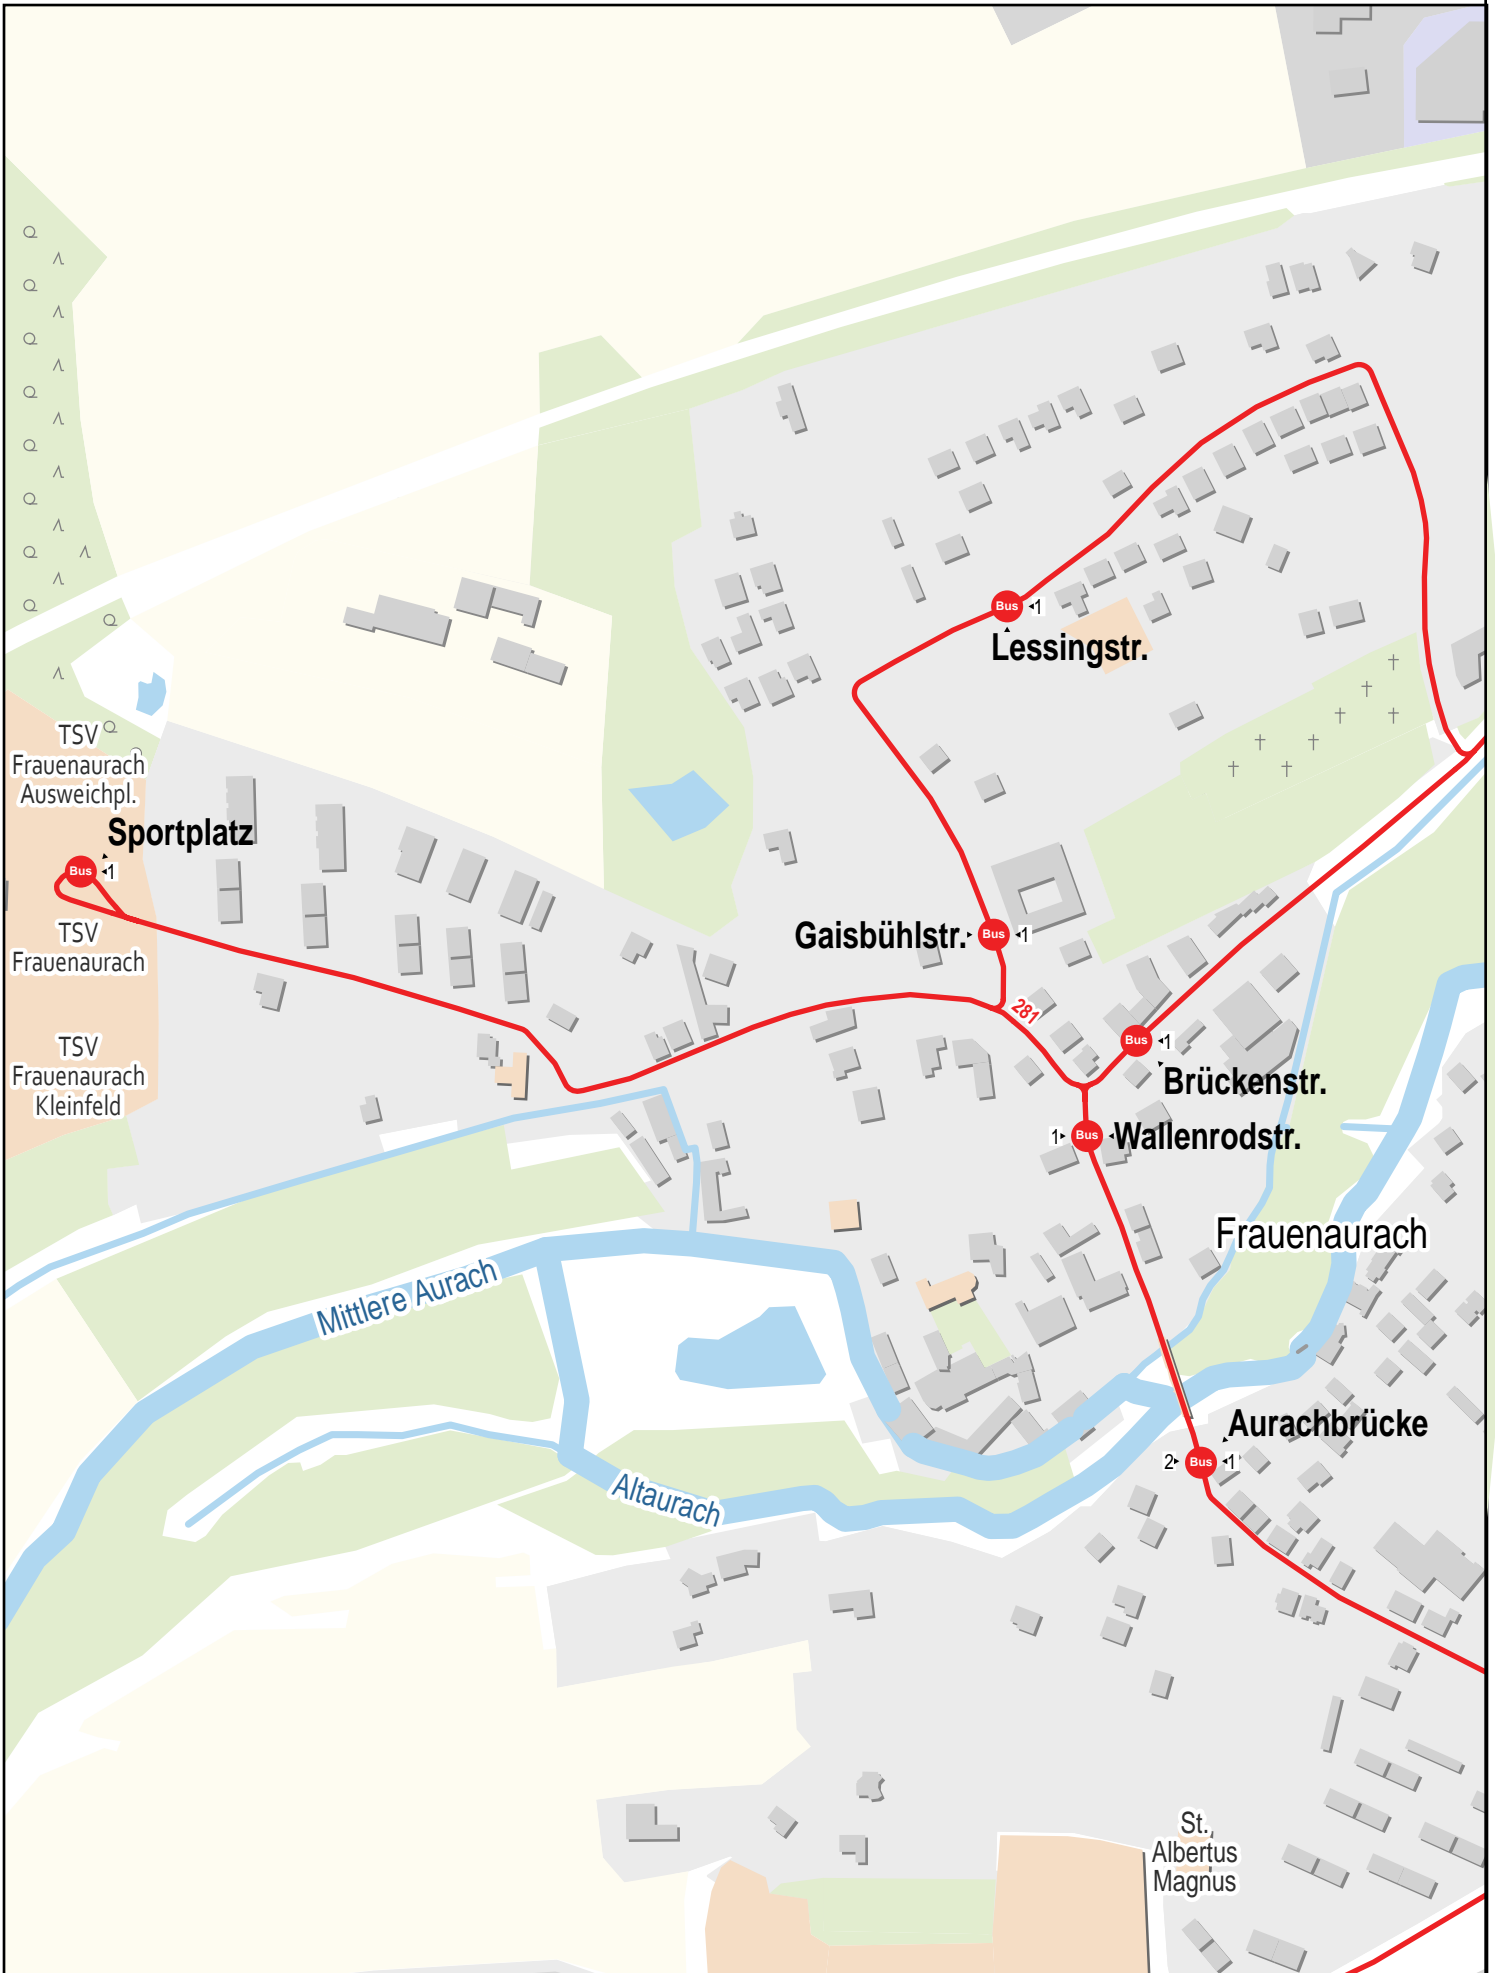 Bus 1
Lessingstr.
TSV
Frauenaurach
Ausweichpl.
Sportplatz
Bus 1
TSV
Frauenaurach
Gaisbühlstr. Bus 1
281
TSV
Frauenaurach
Kleinfeld
Bus 1
Brückenstr.
1 Bus Wallenrodstr.
Frauenaurach
Mittlere Aurach
Aurachbrücke
2 Bus 1
Altaurach
St.
Albertus
Magnus